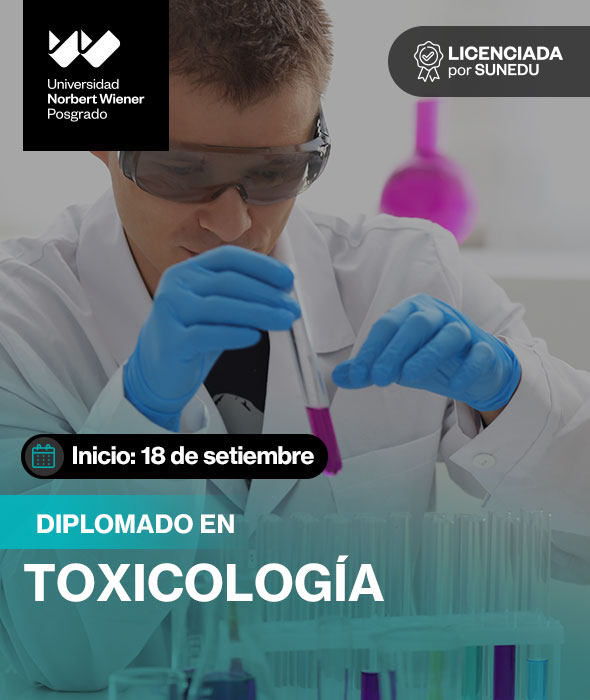 Universidad
Norbert Wiener
Posgrado
LICENCIADA
por SUNEDU
Inicio: 18 de setiembre
DIPLOMADO EN
TOXICOLOGÍA